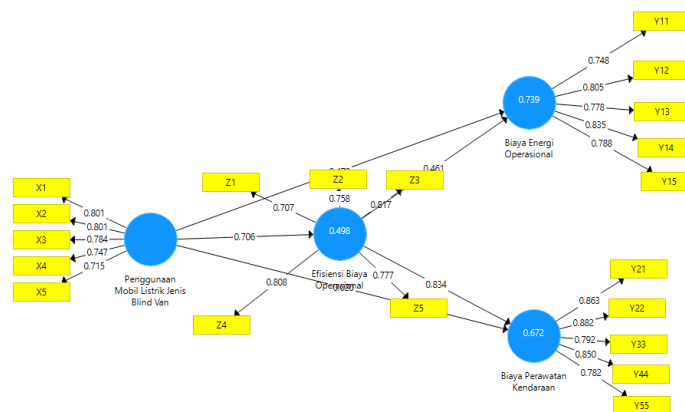 Y11
0.748
Y12
0.805
0.739
0.778
Y13
0.835
Y14
0.788
Biaya Energi
Operasional
Y15
0.461
Z1
Z2
Z3
0.758
0.817
0.707
X1
0.801
X2
0.801
X3
0.784
X4
0.747
X5
0.715
Penggunaan
Mobil Listrik Jenis
Blind Van
0.706
0.498
Efisiensi Biaya
0.777
0.808
Z4
Z5
0.834
Y21
0.863
Y22
0.882
0.672
0.792
Y33
0.850
Y44
0.782
Y55
Biaya Perawatan
Kendaraan